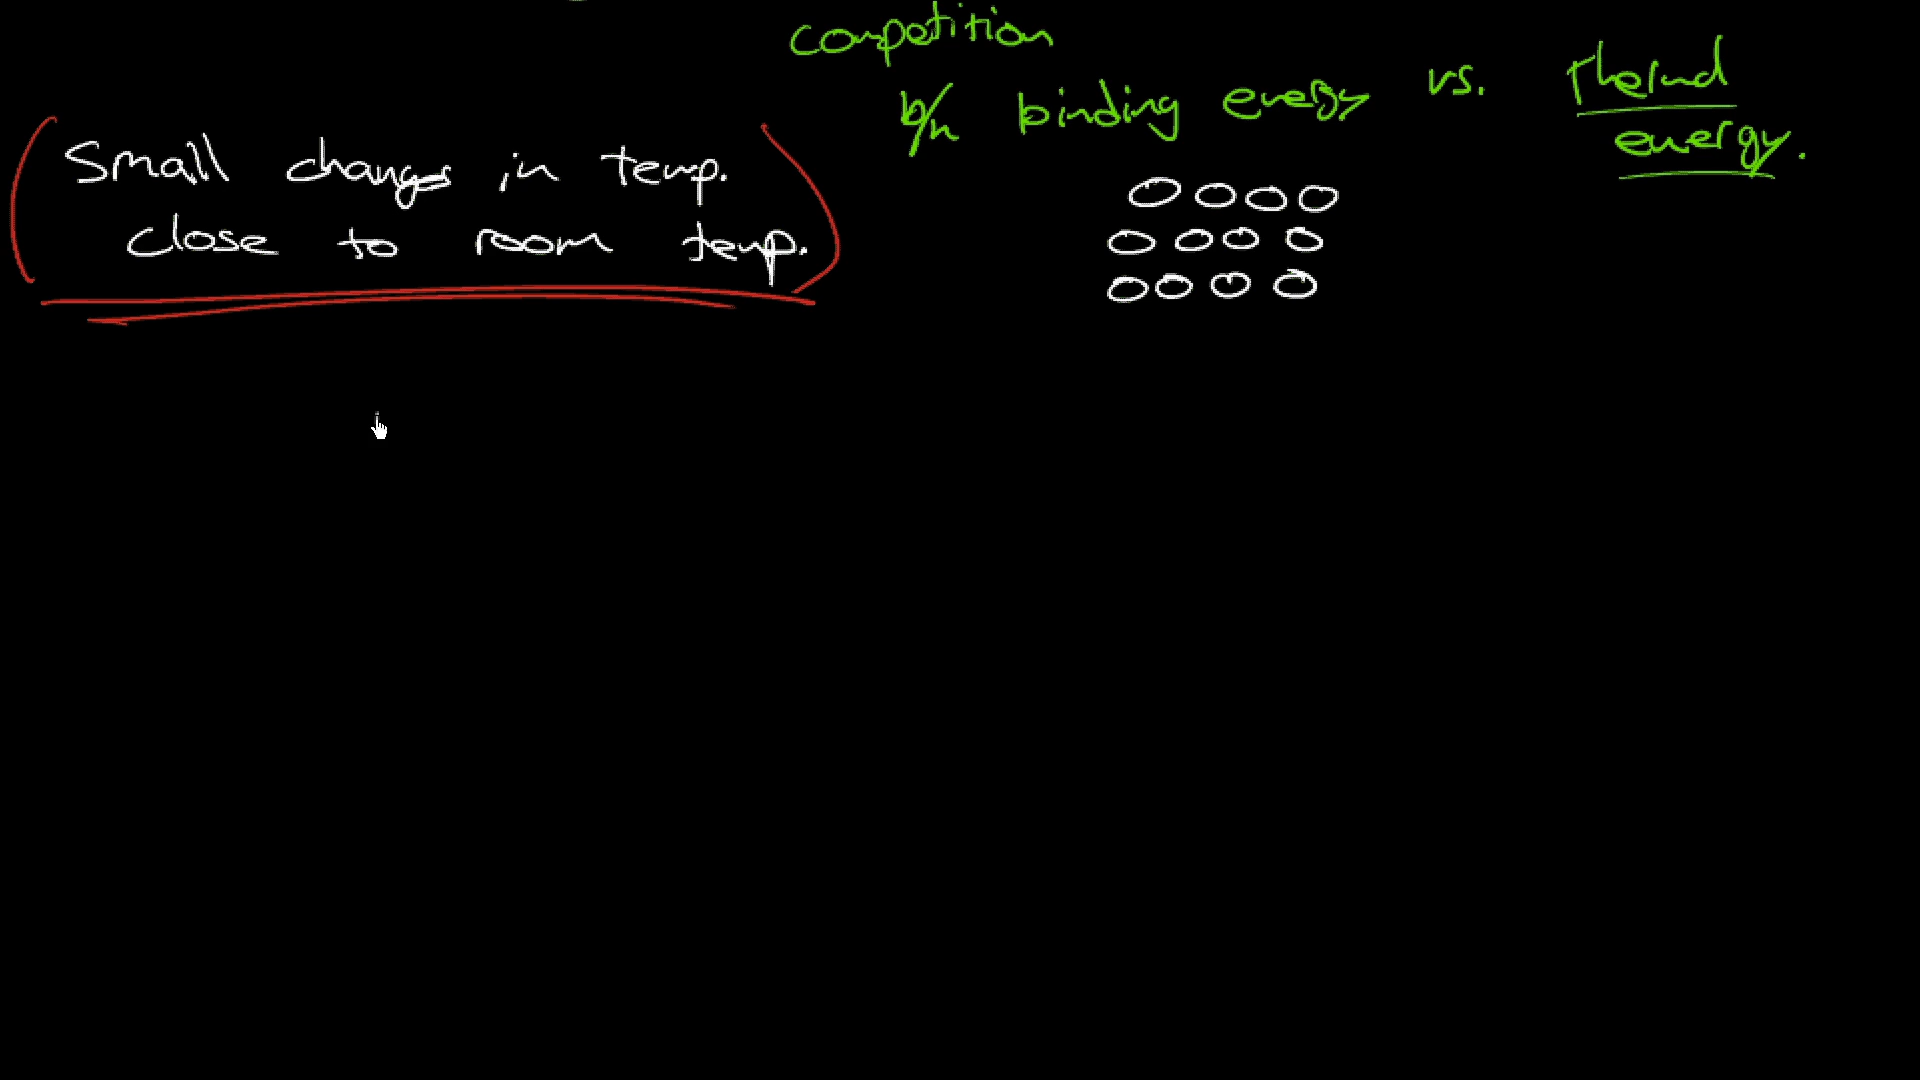 competition
b/n binding energy vs. Thermal
energy.
Small changes in temp.
close to room temp.